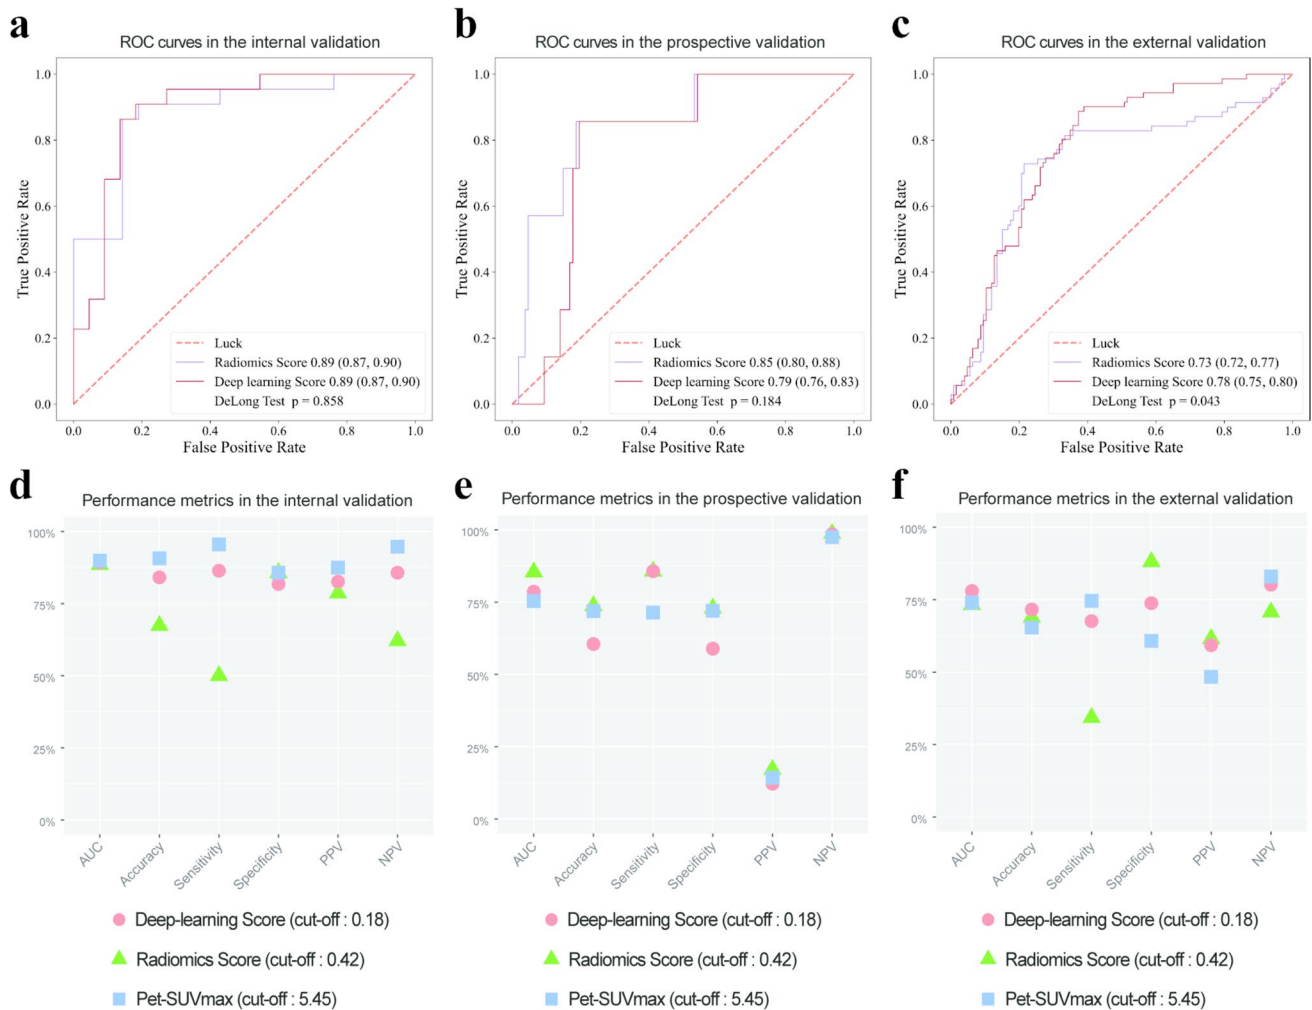 a
ROC curves in the internal validation
1.0
0.8
0.6
0.4
0.2
0.0
True Positive Rate
Luck
Radiomics Score 0.89 (0.87, 0.90)
Deep learning Score 0.89 (0.87, 0.90)
DeLong Test p = 0.858
0.0 0.2 0.4 0.6 0.8 1.0
False Positive Rate
b
ROC curves in the prospective validation
1.0
0.8
0.6
0.4
0.2
0.0
True Positive Rate
Luck
Radiomics Score 0.85 (0.80, 0.88)
Deep learning Score 0.79 (0.76, 0.83)
DeLong Test p = 0.184
0.0 0.2 0.4 0.6 0.8 1.0
False Positive Rate
c
ROC curves in the external validation
1.0
0.8
0.6
0.4
0.2
0.0
True Positive Rate
Luck
Radiomics Score 0.73 (0.72, 0.77)
Deep learning Score 0.78 (0.75, 0.80)
DeLong Test p = 0.043
0.0 0.2 0.4 0.6 0.8 1.0
False Positive Rate
d
Performance metrics in the internal validation
100%
75%
50%
25%
0%
AUC
Accuracy
Sensitivity
Specificity
PPV
NPV
Deep-learning Score (cut-off : 0.18)
Radiomics Score (cut-off : 0.42)
Pet-SUVmax (cut-off : 5.45)
e
Performance metrics in the prospective validation
100%
75%
50%
25%
0%
AUC
Accuracy
Sensitivity
Specificity
PPV
NPV
Deep-learning Score (cut-off : 0.18)
Radiomics Score (cut-off : 0.42)
Pet-SUVmax (cut-off : 5.45)
f
Performance metrics in the external validation
100%
75%
50%
25%
0%
AUC
Accuracy
Sensitivity
Specificity
PPV
NPV
Deep-learning Score (cut-off : 0.18)
Radiomics Score (cut-off : 0.42)
Pet-SUVmax (cut-off : 5.45)